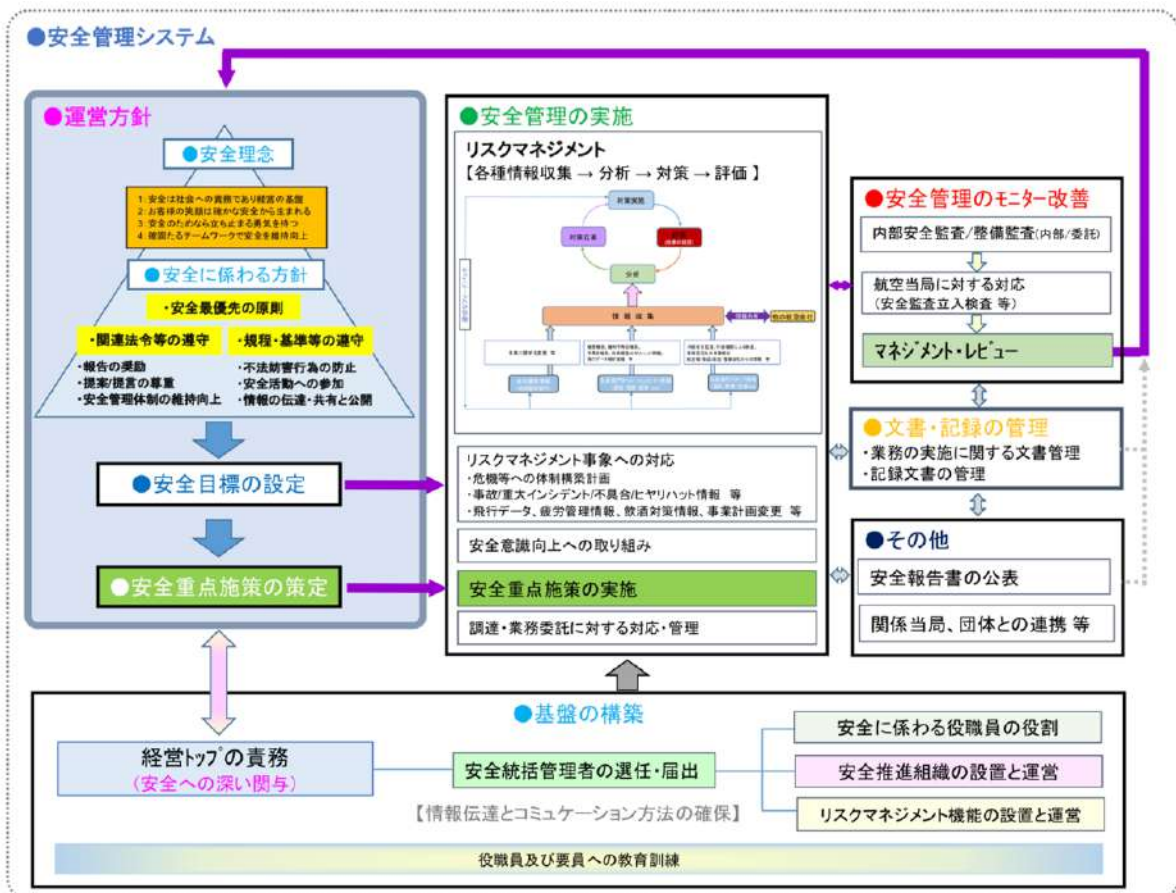 ●安全管理システム
●運営方針
●安全理念
1: 安全は社会への責務であり経営の基盤
2: お客様の笑顔は確かな安全から生まれる
3: 安全のためなら立ち止まる勇気を持つ
4: 確固たるチームワークで安全を維持向上
●安全に係わる方針
・安全最優先の原則
・関連法令等の遵守
・規程・基準等の遵守
・報告の奨励
・提案/提言の尊重
・安全管理体制の維持向上
・不法妨害行為の防止
・安全活動への参加
・情報の伝達・共有と公開
●安全目標の設定
●安全重点施策の策定
●安全管理の実施
リスクマネジメント
【各種情報収集 → 分析 → 対策 → 評価 】
対策実施
対策立案
分析
情報収集
リスクマネジメント事象への対応
・危機等への体制構築計画
・事故/重大インシデント/不具合/ヒヤリハット情報 等
・飛行データ、疲労管理情報、飲酒対策情報、事業計画変更 等
安全意識向上への取り組み
安全重点施策の実施
調達・業務委託に対する対応・管理
●安全管理のモニター改善
内部安全監査/整備監査(内部/委託)
航空当局に対する対応
(安全監査立入検査 等)
マネジメント・レビュー
●文書・記録の管理
・業務の実施に関する文書管理
・記録文書の管理
●その他
安全報告書の公表
関係当局、団体との連携 等
●基盤の構築
経営トップの責務
(安全への深い関与)
安全統括管理者の選任・届出
【情報伝達とコミュケーション方法の確保】
安全に係わる役職員の役割
安全推進組織の設置と運営
リスクマネジメント機能の設置と運営
役職員及び要員への教育訓練